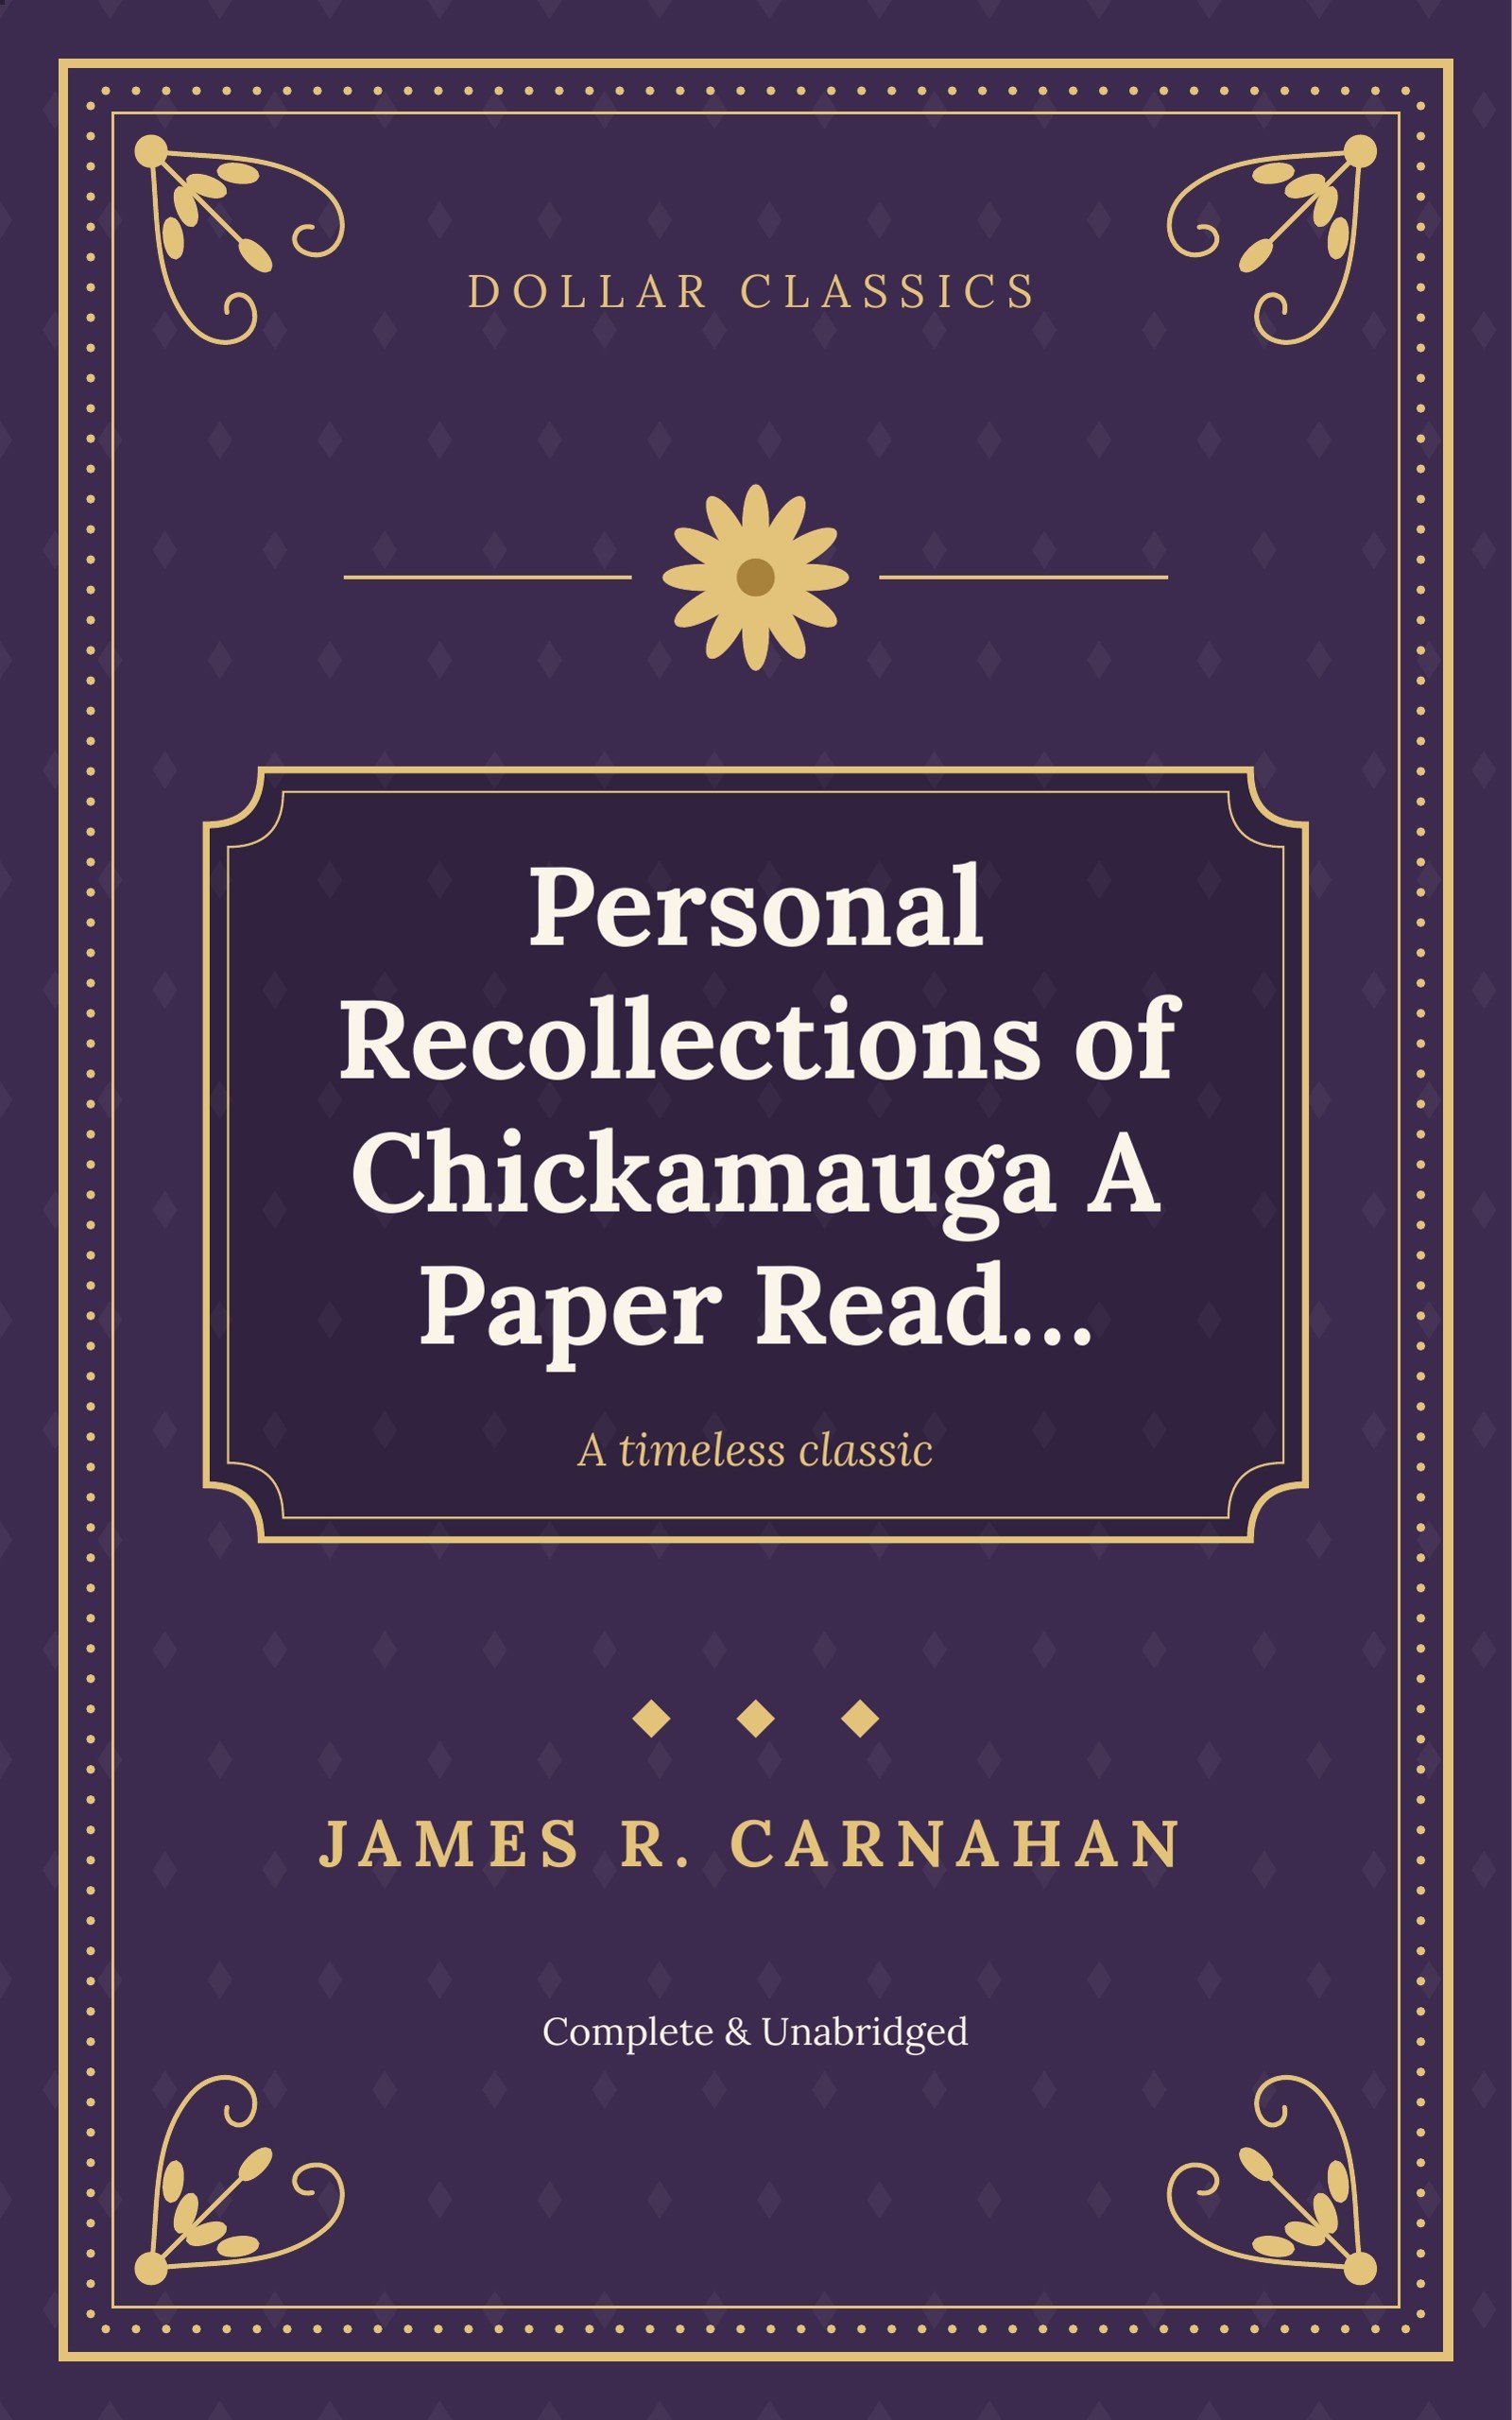 DOLLAR CLASSICS
Personal
Recollections of
Chickamauga A
Paper Read...
A timeless classic
JAMES R. CARNAHAN
Complete & Unabridged